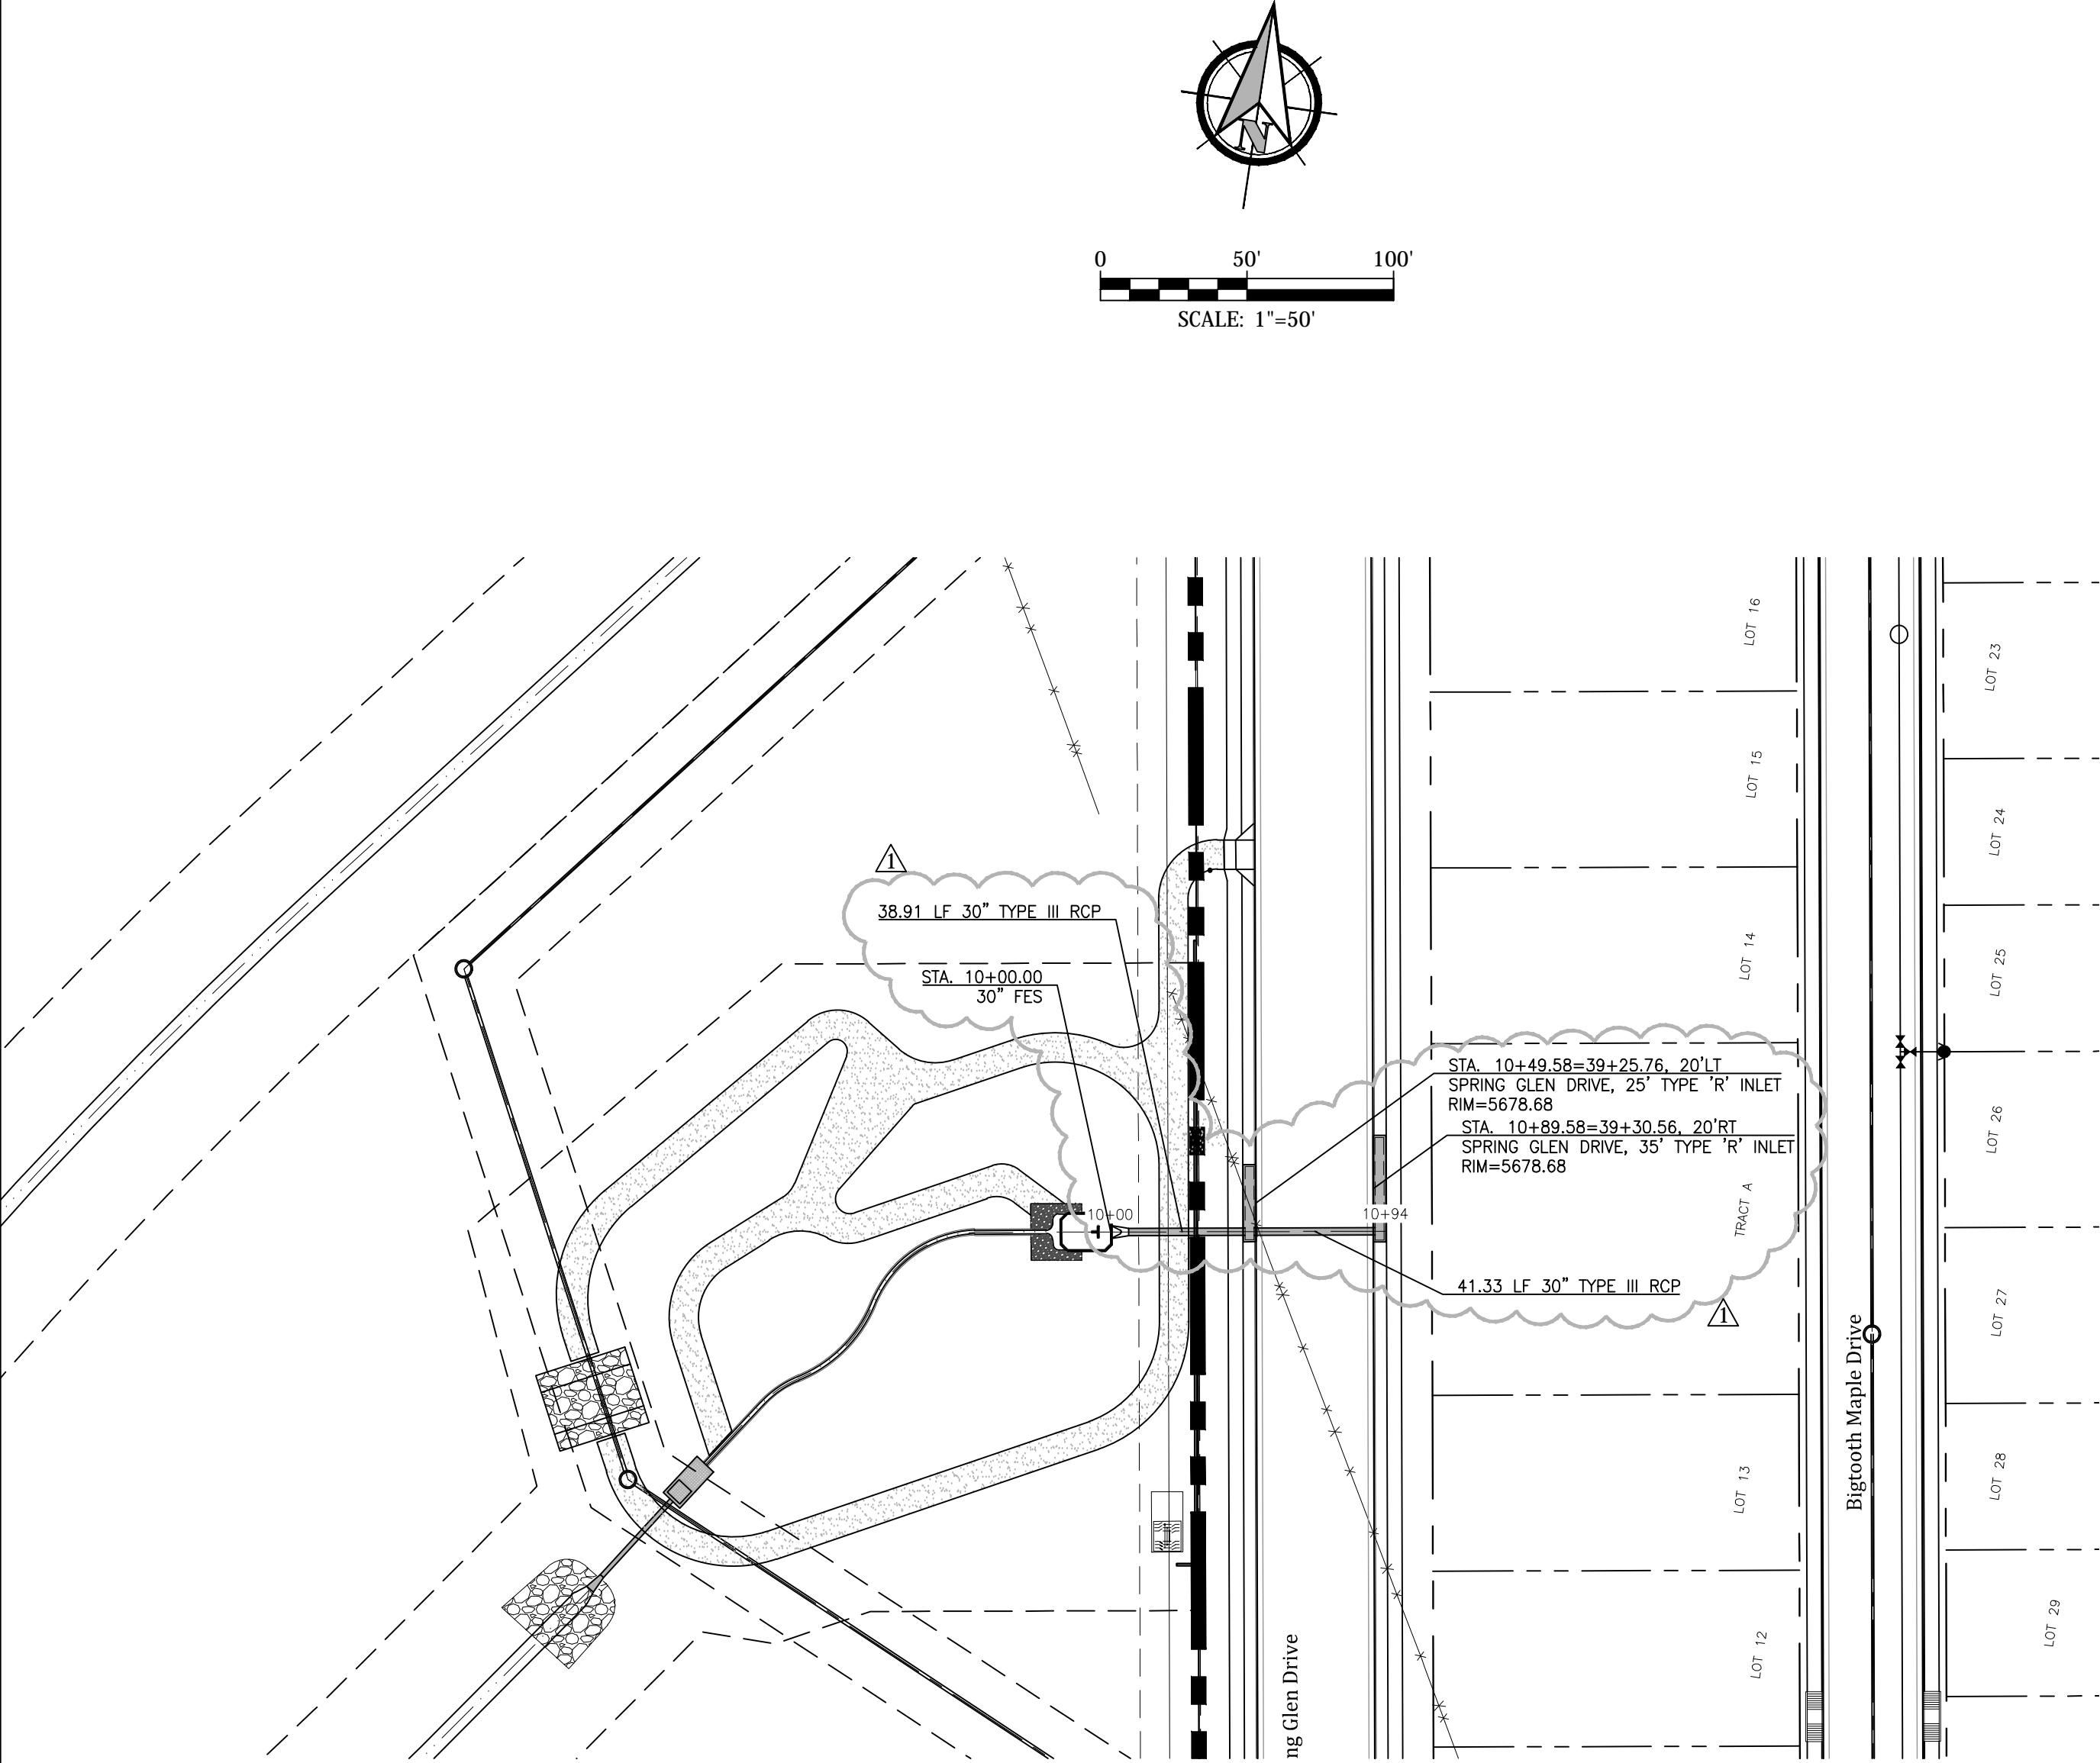 N
0 50' 100'
SCALE: 1"=50'
LOT 16
LOT 23
LOT 15
LOT 24
1
38.91 LF 30" TYPE III RCP
LOT 14
LOT 25
STA. 10+00.00
30" FES
STA. 10+49.58=39+25.76, 20'LT
SPRING GLEN DRIVE, 25' TYPE 'R' INLET
RIM=5678.68
STA. 10+89.58=39+30.56, 20'RT
SPRING GLEN DRIVE, 35' TYPE 'R' INLET
RIM=5678.68
LOT 26
TRACT A
10+00
10+94
41.33 LF 30" TYPE III RCP
1
LOT 27
Bigtooth Maple Drive
LOT 13
LOT 28
LOT 12
LOT 29
ng Glen Drive